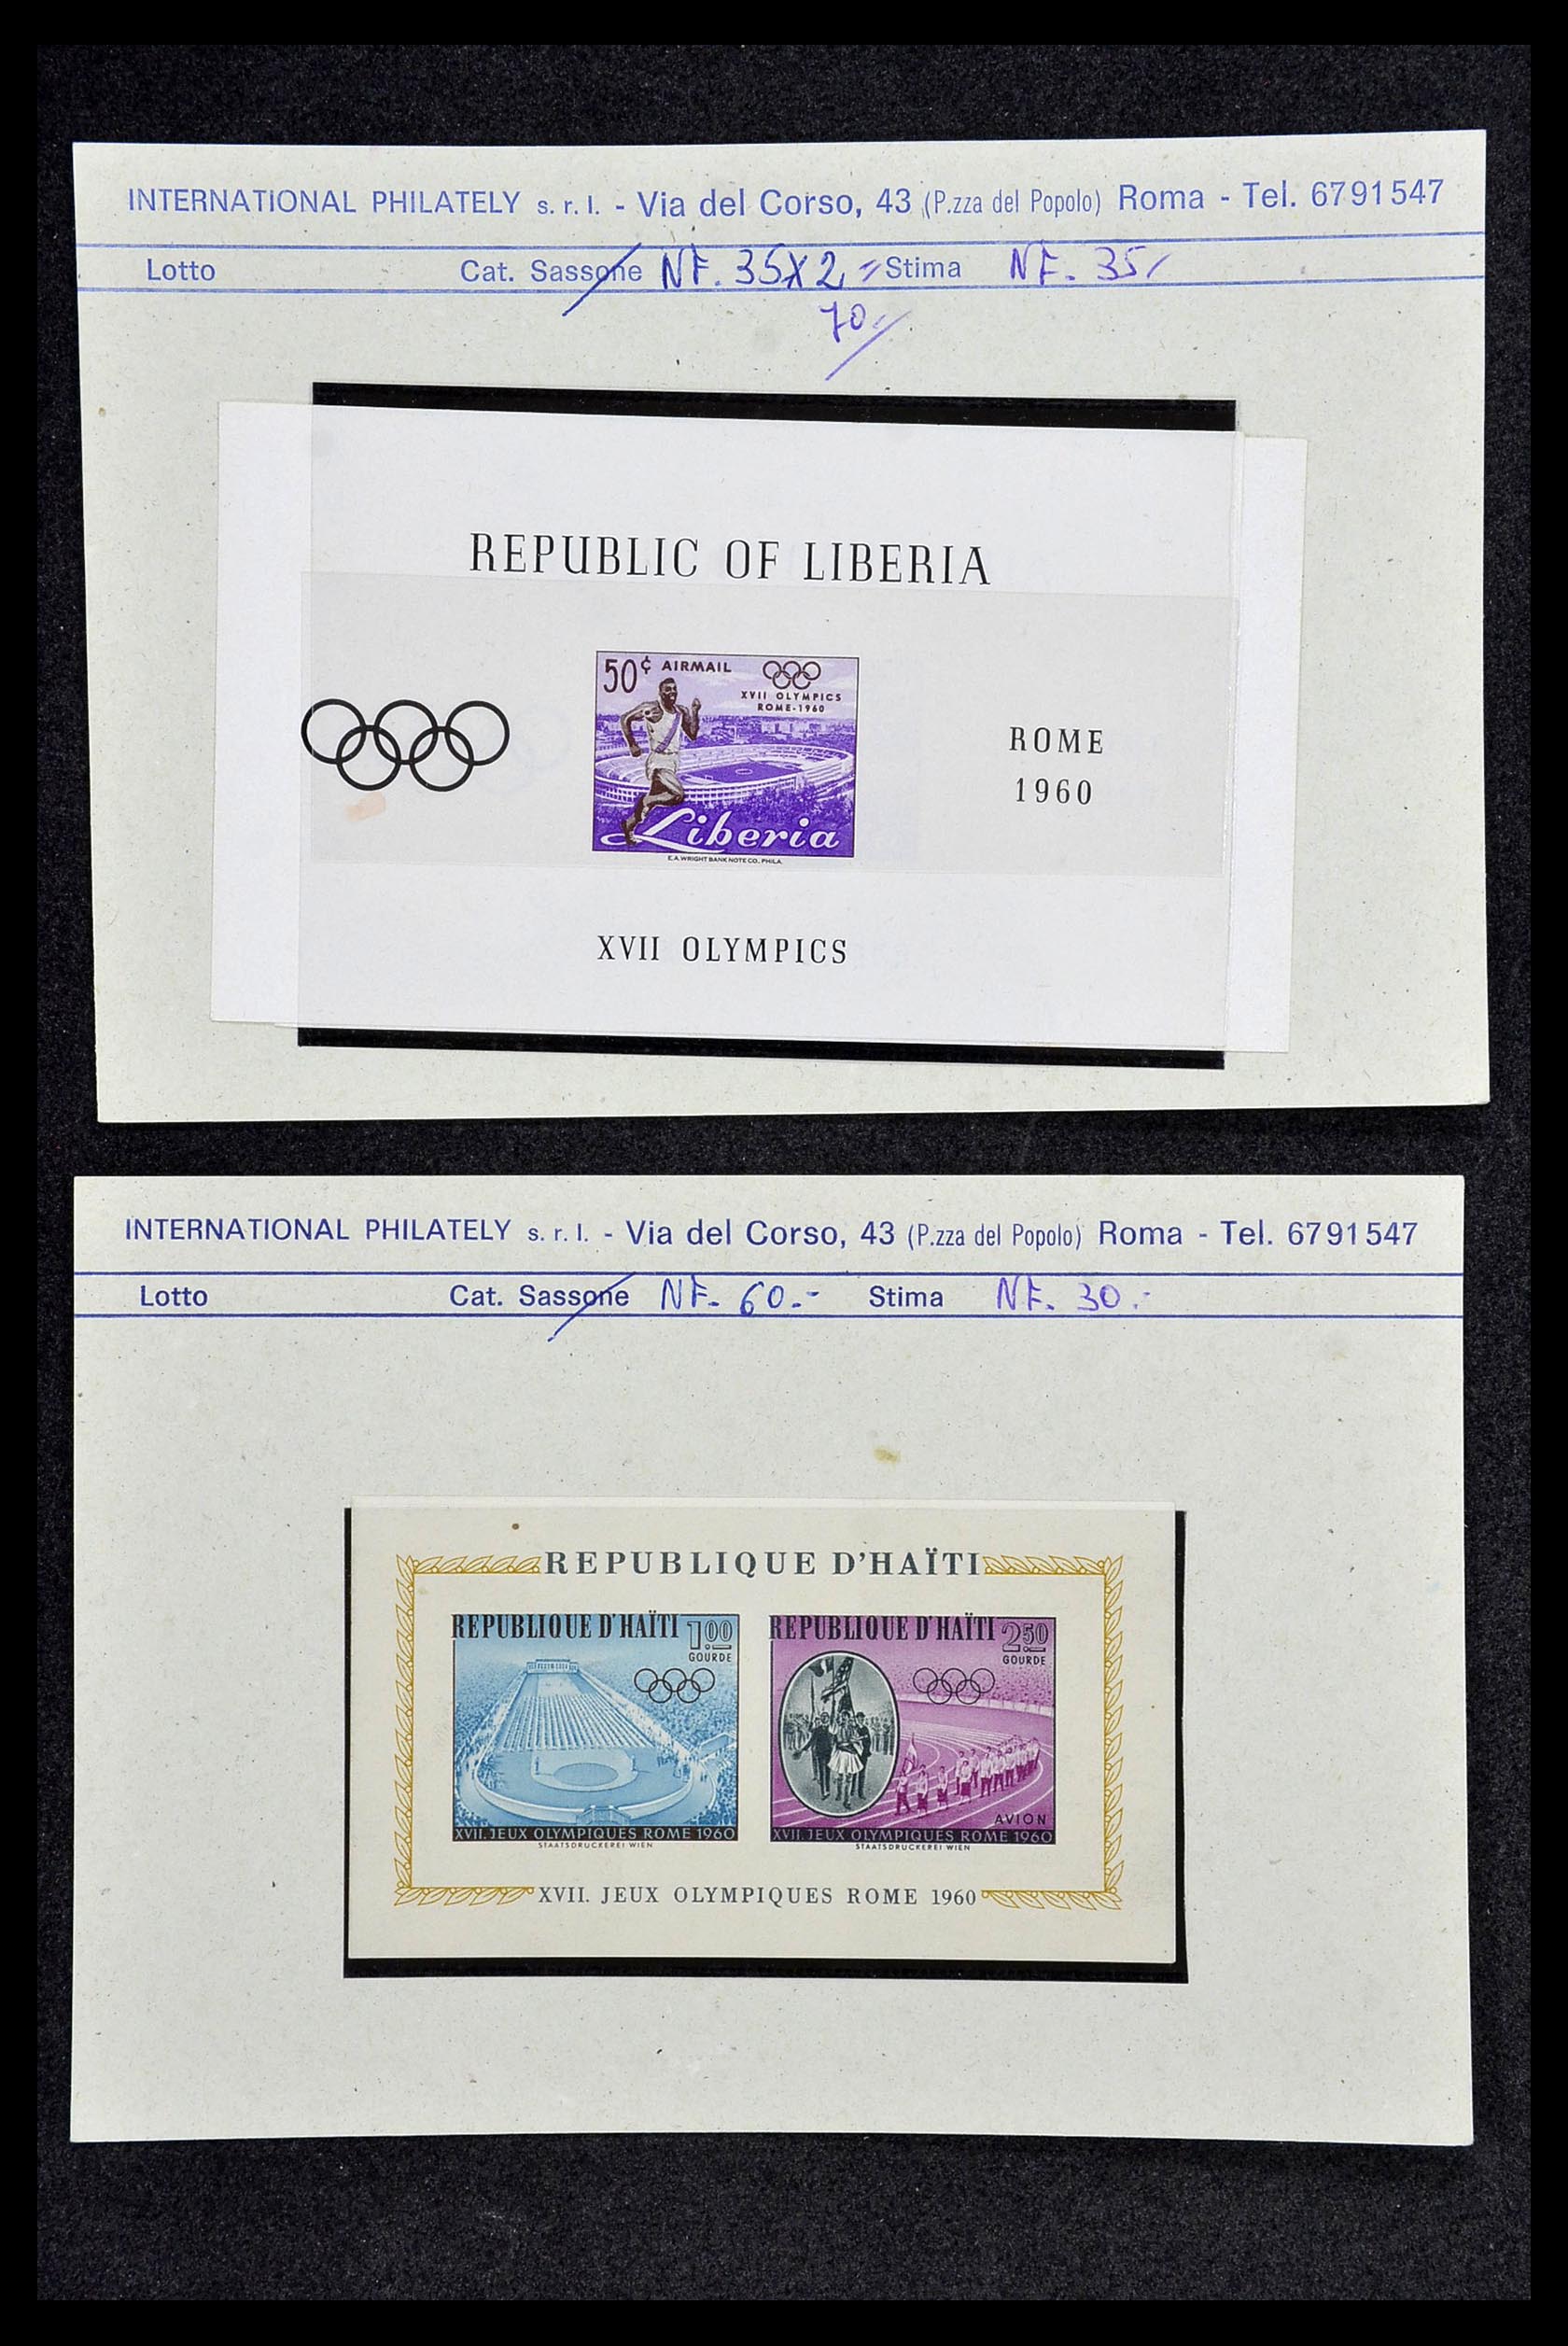 INTERNATIONAL PHILATELY s. r. l. - Via del Corso, 43 (P.zza del Popolo) Roma - Tel. 6791547
Lotto Cat. Sassone NF. 35X2 = Stima NF. 35/
70/
REPUBLIC OF LIBERIA
50¢ AIRMAIL
XVII OLYMPICS
ROME-1960
Liberia
E.A. WRIGHT BANK NOTE CO., PHILA.
ROME
1960
XVII OLYMPICS
INTERNATIONAL PHILATELY s. r. l. - Via del Corso, 43 (P.zza del Popolo) Roma - Tel. 6791547
Lotto Cat. Sassone NF. 60.- Stima NF. 30.-
REPUBLIQUE D'HAÏTI
REPUBLIQUE D'HAÏTI 1.00
GOURDE
XVII. JEUX OLYMPIQUES ROME 1960
STAATSDRUCKEREI WIEN
REPUBLIQUE D'HAÏTI 2.50
GOURDE
AVION
XVII. JEUX OLYMPIQUES ROME 1960
STAATSDRUCKEREI WIEN
XVII. JEUX OLYMPIQUES ROME 1960